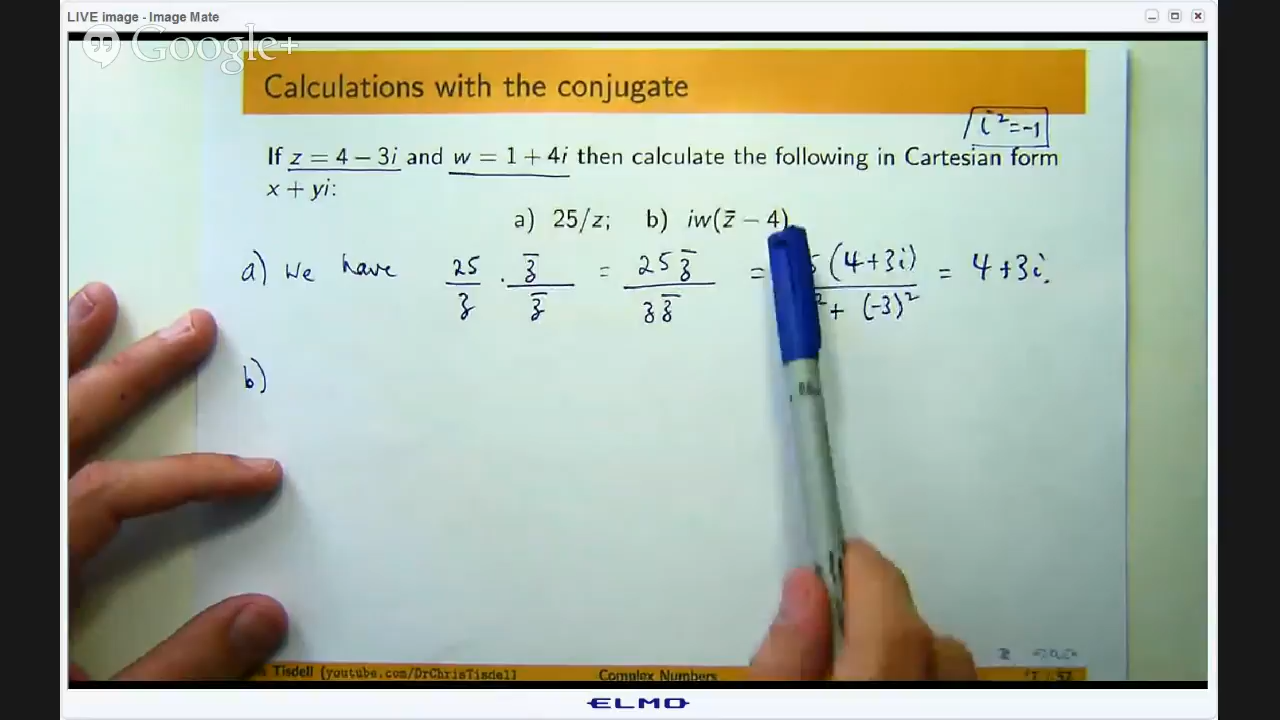 LIVE image - Image Mate
Google+
Calculations with the conjugate
i² = -1
If z = 4 − 3i and w = 1 + 4i then calculate the following in Cartesian form
x + yi:
a) 25/z; b) iw(z̄ − 4)
a) We have 25/z · z̄/z̄ = 25z̄/zz̄ = (4+3i)/² + (-3)² = 4+3i.
b)
Tisdell (youtube.com/DrChrisTisdell) Complex Numbers
ELMO